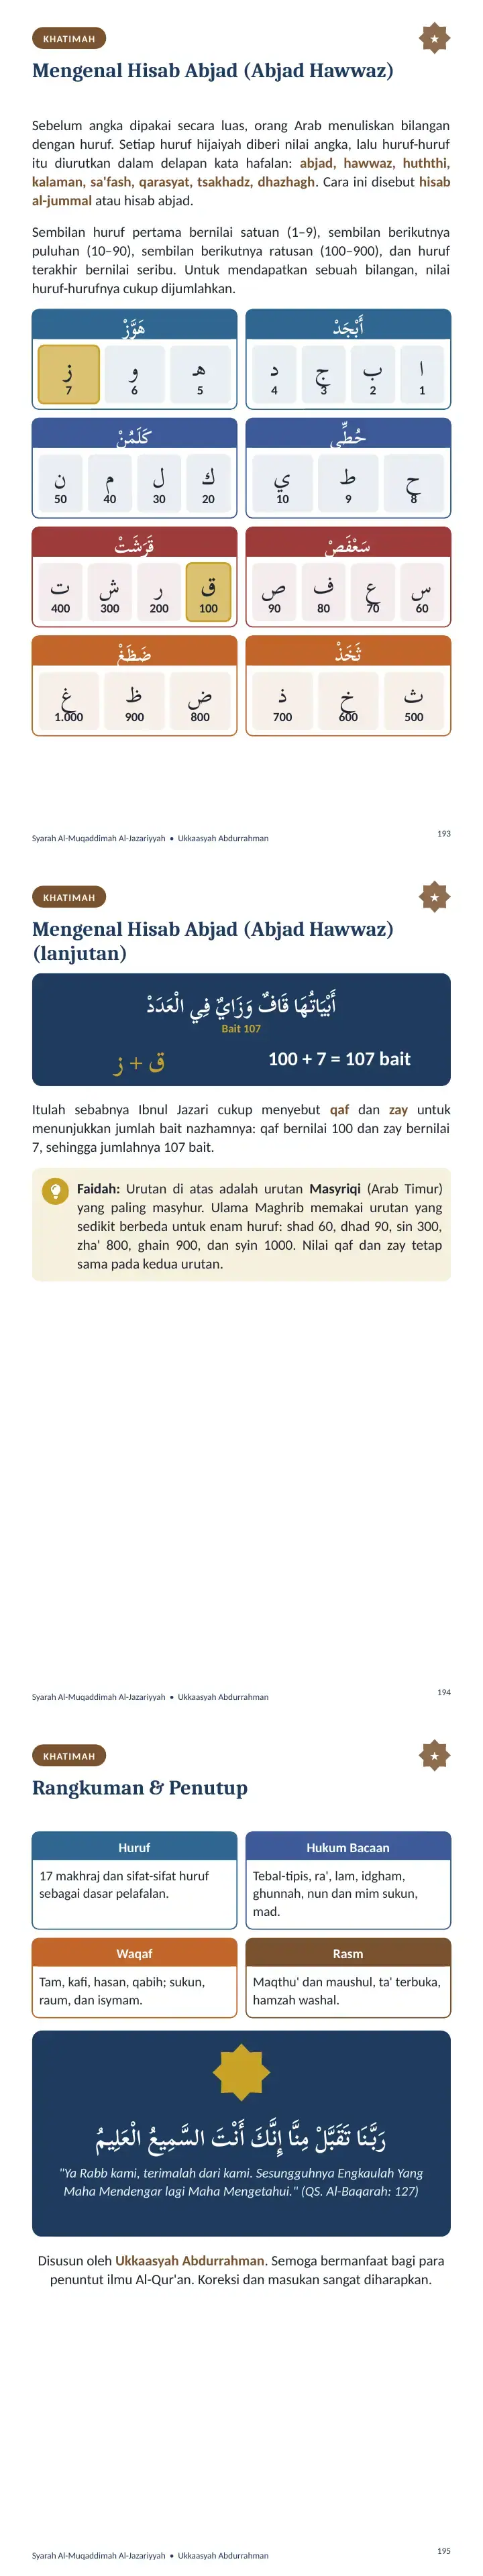 KHATIMAH
Mengenal Hisab Abjad (Abjad Hawwaz)
Sebelum angka dipakai secara luas, orang Arab menuliskan bilangan
dengan huruf. Setiap huruf hijaiyah diberi nilai angka, lalu huruf-huruf
itu diurutkan dalam delapan kata hafalan: abjad, hawwaz, huththi,
kalaman, sa'fash, qarasyat, tsakhadz, dhazhagh. Cara ini disebut hisab
al-jummal atau hisab abjad.
Sembilan huruf pertama bernilai satuan (1–9), sembilan berikutnya
puluhan (10–90), sembilan berikutnya ratusan (100–900), dan huruf
terakhir bernilai seribu. Untuk mendapatkan sebuah bilangan, nilai
huruf-hurufnya cukup dijumlahkan.
أَبْجَدْ
ا ب ج د
1 2 3 4
هَوَّزْ
هـ و ز
5 6 7
حُطِّي
ح ط ي
8 9 10
كَلَمُنْ
ك ل م ن
20 30 40 50
سَعْفَصْ
س ع ف ص
60 70 80 90
قَرَشَتْ
ق ر ش ت
100 200 300 400
ثَخَذْ
ث خ ذ
500 600 700
ضَظَغْ
ض ظ غ
800 900 1.000
Syarah Al-Muqaddimah Al-Jazariyyah • Ukkaasyah Abdurrahman
193
KHATIMAH
Mengenal Hisab Abjad (Abjad Hawwaz)
(lanjutan)
أَبْيَاتُهَا قَافٌ وَزَايٌ فِي الْعَدَدْ
Bait 107
ق + ز
100 + 7 = 107 bait
Itulah sebabnya Ibnul Jazari cukup menyebut qaf dan zay untuk
menunjukkan jumlah bait nazhamnya: qaf bernilai 100 dan zay bernilai
7, sehingga jumlahnya 107 bait.
Faidah: Urutan di atas adalah urutan Masyriqi (Arab Timur)
yang paling masyhur. Ulama Maghrib memakai urutan yang
sedikit berbeda untuk enam huruf: shad 60, dhad 90, sin 300,
zha' 800, ghain 900, dan syin 1000. Nilai qaf dan zay tetap
sama pada kedua urutan.
Syarah Al-Muqaddimah Al-Jazariyyah • Ukkaasyah Abdurrahman
194
KHATIMAH
Rangkuman & Penutup
Huruf
17 makhraj dan sifat-sifat huruf
sebagai dasar pelafalan.
Hukum Bacaan
Tebal-tipis, ra', lam, idgham,
ghunnah, nun dan mim sukun,
mad.
Waqaf
Tam, kafi, hasan, qabih; sukun,
raum, dan isymam.
Rasm
Maqthu' dan maushul, ta' terbuka,
hamzah washal.
رَبَّنَا تَقَبَّلْ مِنَّا إِنَّكَ أَنْتَ السَّمِيعُ الْعَلِيمُ
"Ya Rabb kami, terimalah dari kami. Sesungguhnya Engkaulah Yang
Maha Mendengar lagi Maha Mengetahui." (QS. Al-Baqarah: 127)
Disusun oleh Ukkaasyah Abdurrahman. Semoga bermanfaat bagi para
penuntut ilmu Al-Qur'an. Koreksi dan masukan sangat diharapkan.
Syarah Al-Muqaddimah Al-Jazariyyah • Ukkaasyah Abdurrahman
195